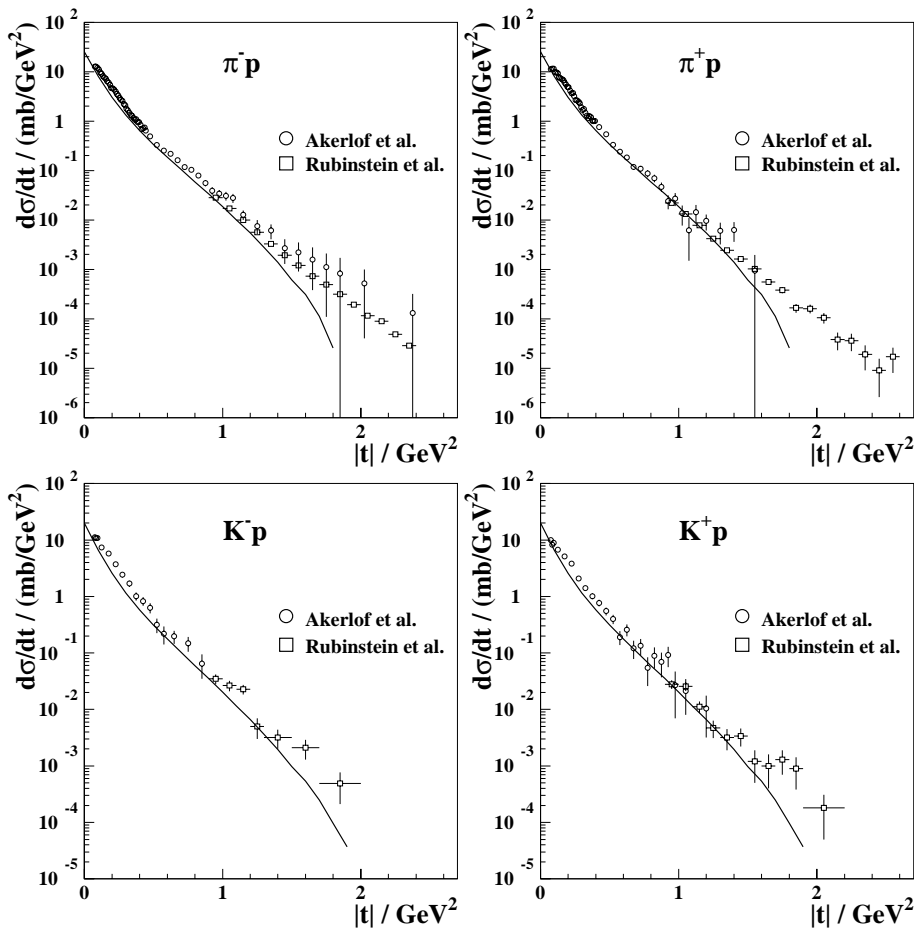 dσ/dt / (mb/GeV²)
10 ²
10
1
10 ⁻¹
10 ⁻²
10 ⁻³
10 ⁻⁴
10 ⁻⁵
10 ⁻⁶
π⁻p
Akerlof et al.
Rubinstein et al.
0 1 2
|t| / GeV²
dσ/dt / (mb/GeV²)
10 ²
10
1
10 ⁻¹
10 ⁻²
10 ⁻³
10 ⁻⁴
10 ⁻⁵
10 ⁻⁶
π⁺p
Akerlof et al.
Rubinstein et al.
0 1 2
|t| / GeV²
dσ/dt / (mb/GeV²)
10 ²
10
1
10 ⁻¹
10 ⁻²
10 ⁻³
10 ⁻⁴
10 ⁻⁵
K⁻p
Akerlof et al.
Rubinstein et al.
0 1 2
|t| / GeV²
dσ/dt / (mb/GeV²)
10 ²
10
1
10 ⁻¹
10 ⁻²
10 ⁻³
10 ⁻⁴
10 ⁻⁵
K⁺p
Akerlof et al.
Rubinstein et al.
0 1 2
|t| / GeV²